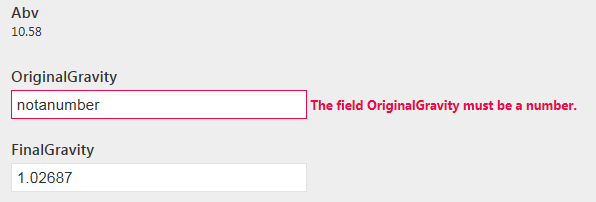 Abv
10.58
OriginalGravity
notanumber The field OriginalGravity must be a number.
FinalGravity
1.02687